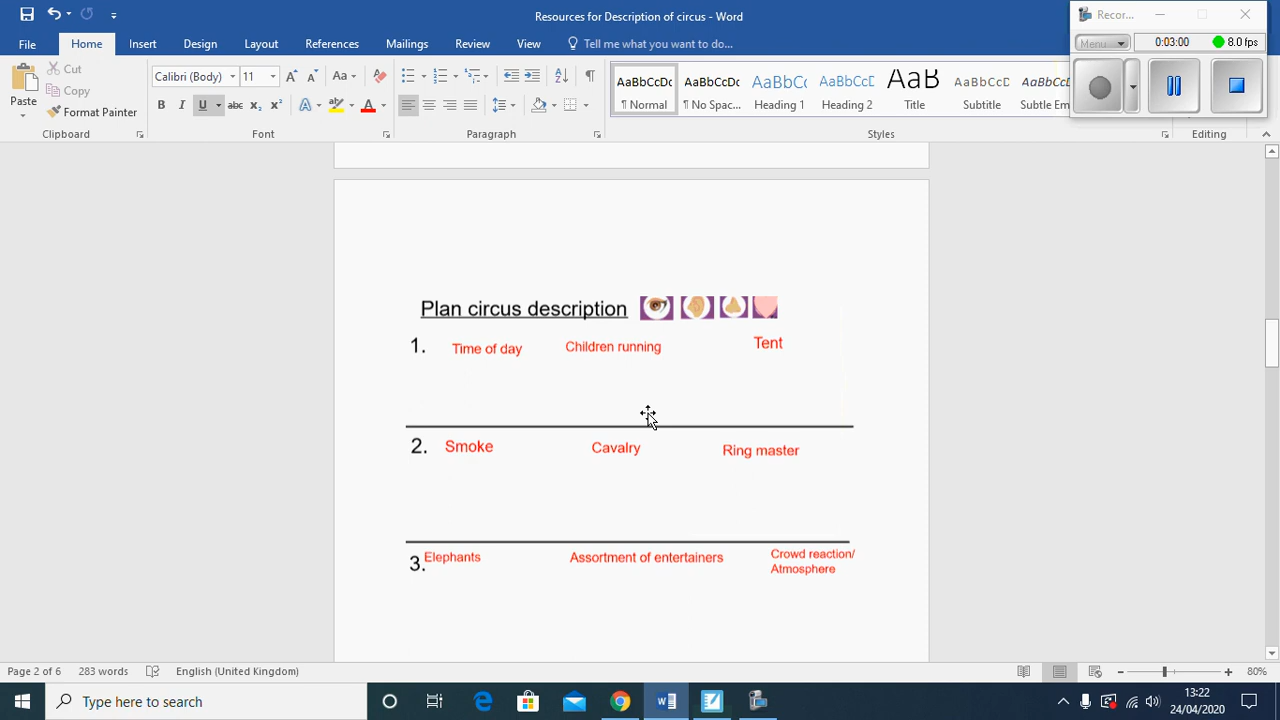 Resources for Description of circus - Word
Recor...
File Home Insert Design Layout References Mailings Review View Tell me what you want to do...
Menu 0:03:00 8.0 fps
Paste
Cut
Copy
Format Painter
Calibri (Body) 11
AaBbCcDc AaBbCcDc AaBbCc AaBbCcC AaB AaBbCcC AaBbCcDc
¶ Normal ¶ No Spac... Heading 1 Heading 2 Title Subtitle Subtle Em
Clipboard Font Paragraph Styles Editing
Plan circus description
1. Time of day Children running Tent
2. Smoke Cavalry Ring master
3. Elephants Assortment of entertainers Crowd reaction/
Atmosphere
Page 2 of 6 283 words English (United Kingdom) 80%
Type here to search
13:22
24/04/2020